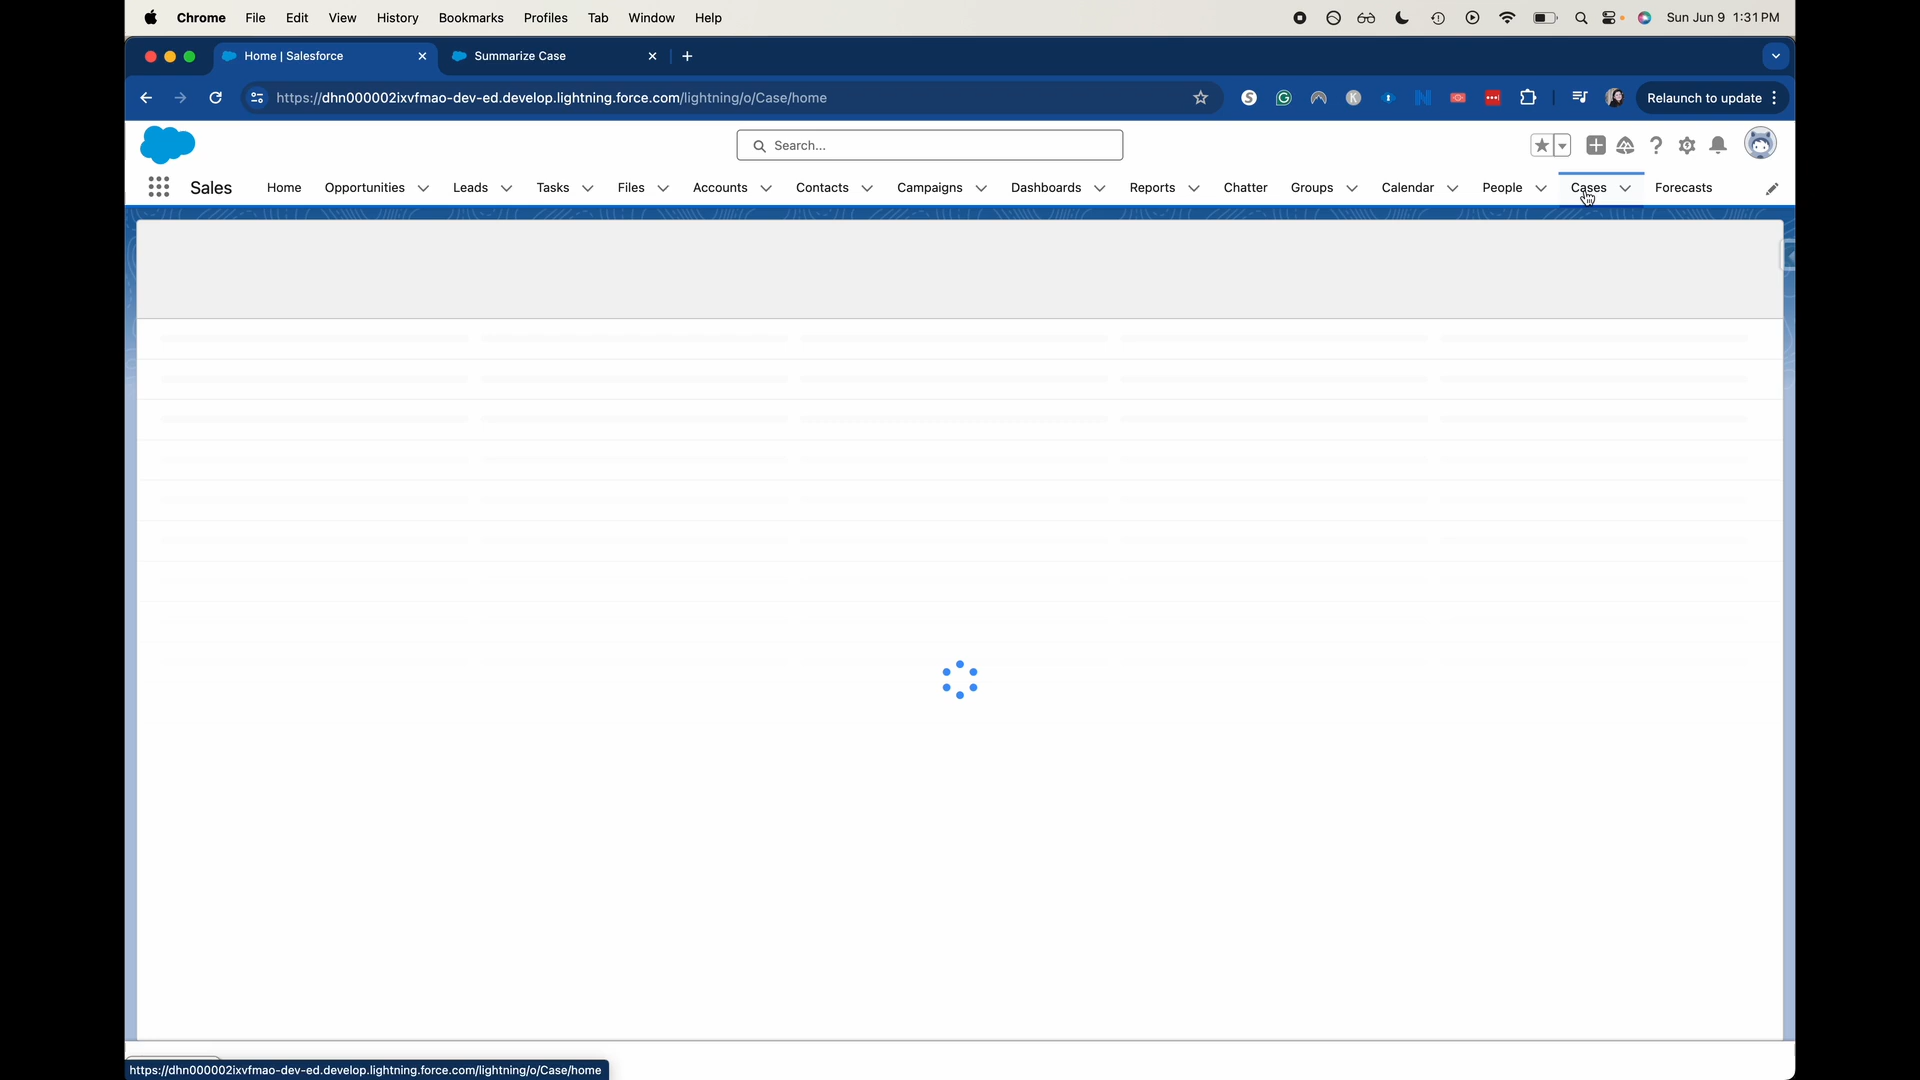 Chrome File Edit View History Bookmarks Profiles Tab Window Help Sun Jun 9 1:31 PM
Home | Salesforce Summarize Case
https://dhn000002ixvfmao-dev-ed.develop.lightning.force.com/lightning/o/Case/home Relaunch to update
Search...
Sales Home Opportunities Leads Tasks Files Accounts Contacts Campaigns Dashboards Reports Chatter Groups Calendar People Cases Forecasts
https://dhn000002ixvfmao-dev-ed.develop.lightning.force.com/lightning/o/Case/home